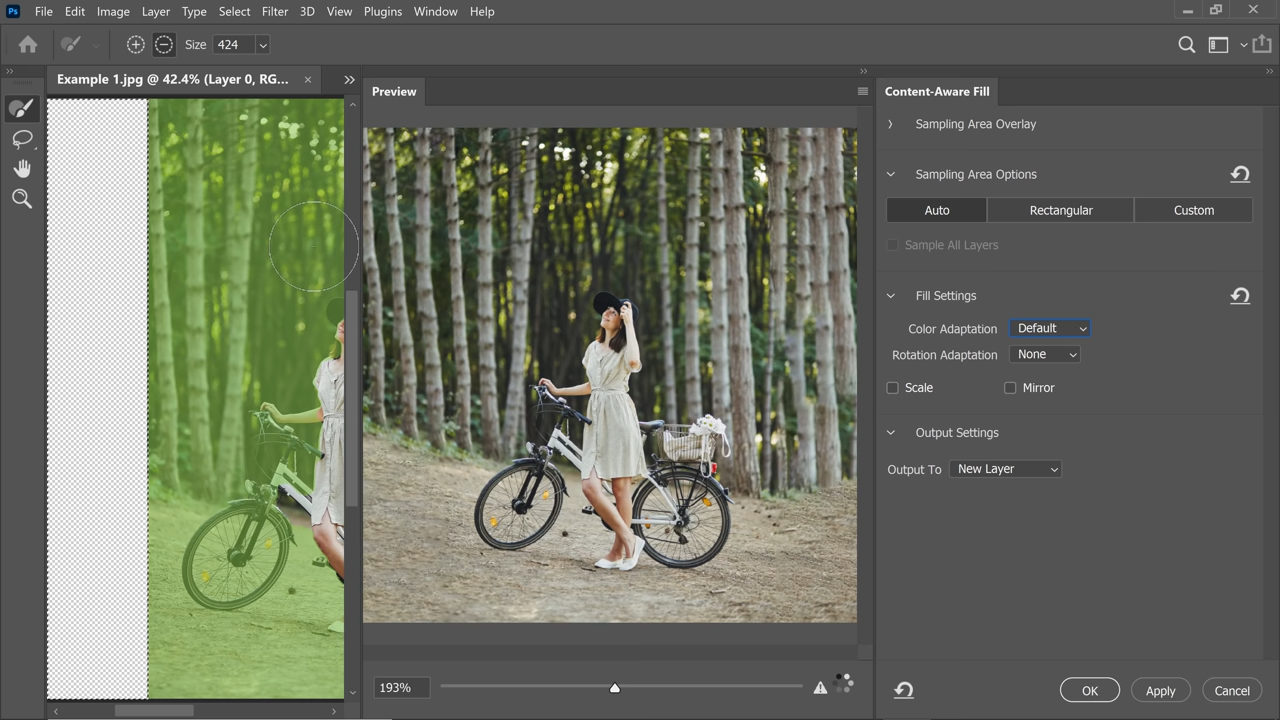 Ps File Edit Image Layer Type Select Filter 3D View Plugins Window Help
Size 424
Example 1.jpg @ 42.4% (Layer 0, RG...
Preview
193%
Content-Aware Fill
Sampling Area Overlay
Sampling Area Options
Auto Rectangular Custom
Sample All Layers
Fill Settings
Color Adaptation Default
Rotation Adaptation None
Scale Mirror
Output Settings
Output To New Layer
OK Apply Cancel